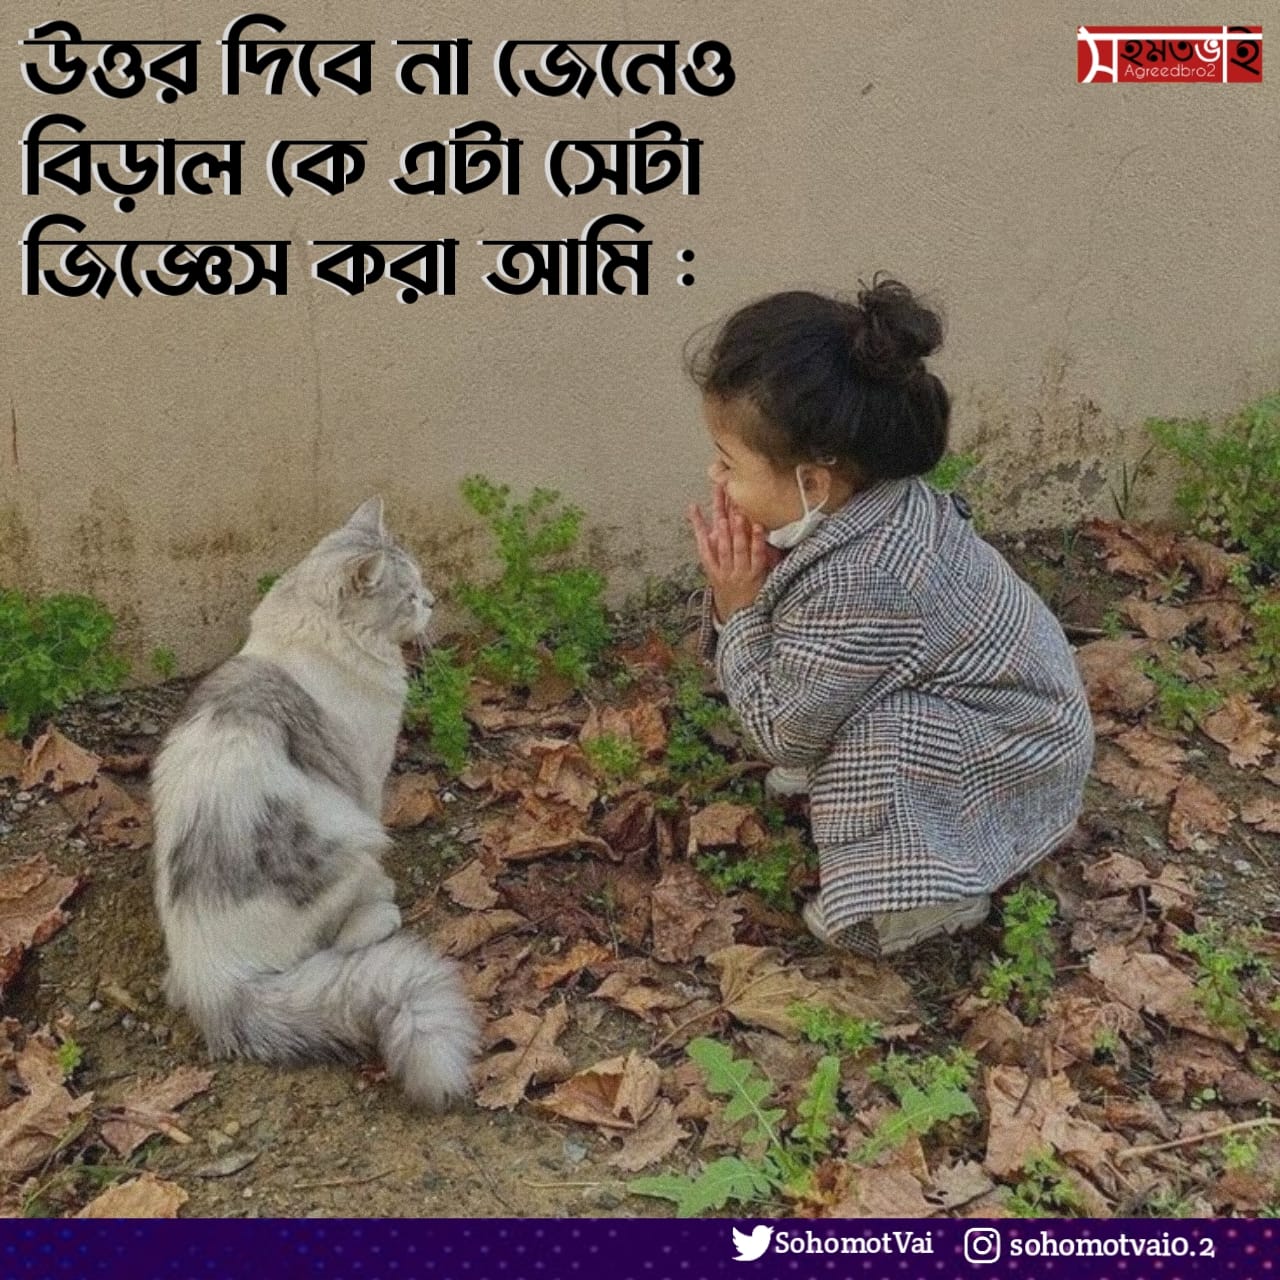 উত্তর দিবে না জেনেও
বিড়াল কে এটা সেটা
জিজ্ঞেস করা আমি :
সহমতভাই
Agreedbro2
SohomotVai
sohomotvai0.2